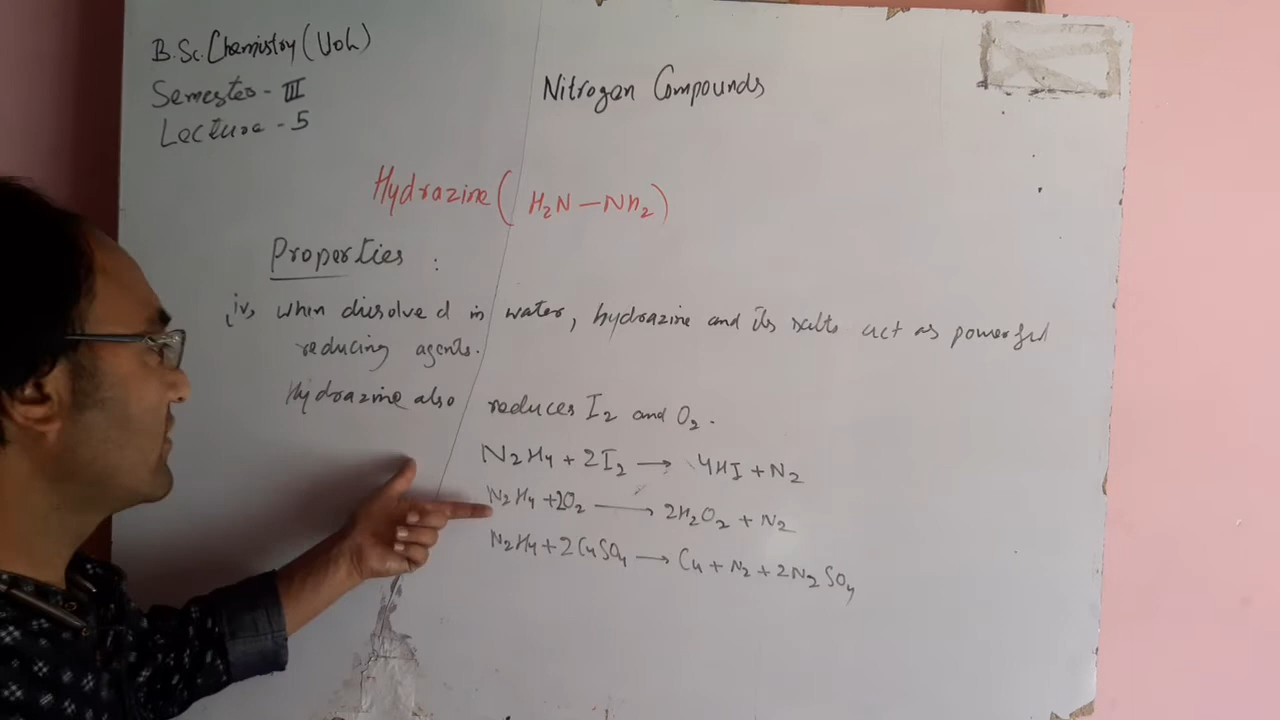 B.Sc. Chemistry (UoL)
Semester - III
Lecture - 5
Nitrogen Compounds
Hydrazine ( H₂N — Nh₂ )
Properties :
iv, when dissolved in water, hydrazine and its salts act as powerful
reducing agents.
Hydrazine also reduces I₂ and O₂.
N₂H₄ + 2I₂ → 4HI + N₂
N₂H₄ + 2O₂ → 2H₂O₂ + N₂
N₂H₄ + 2CuSO₄ → Cu + N₂ + 2N₂SO₄